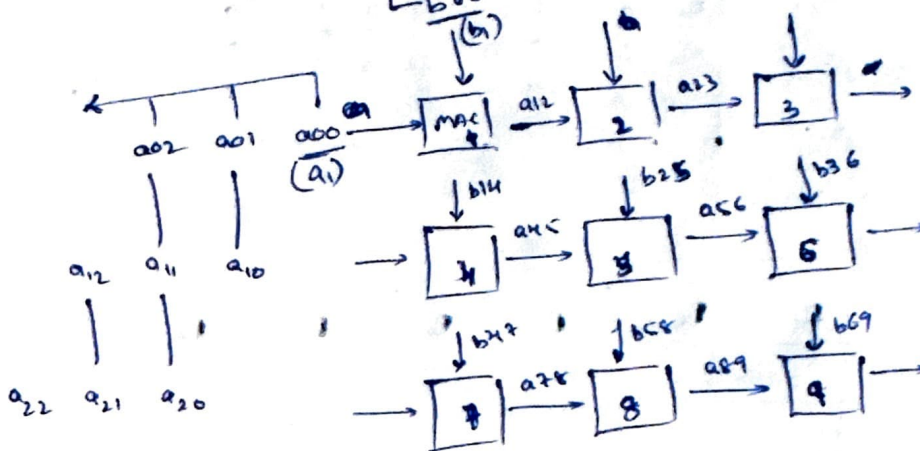 (b1)
a12 a23
a02 a01 a00 MAC 2 3
(a1)
b14 b25 b36
a45 a56
a12 a11 a10 4 5 6
b47 b58 b69
a78 a89
a22 a21 a20 7 8 9